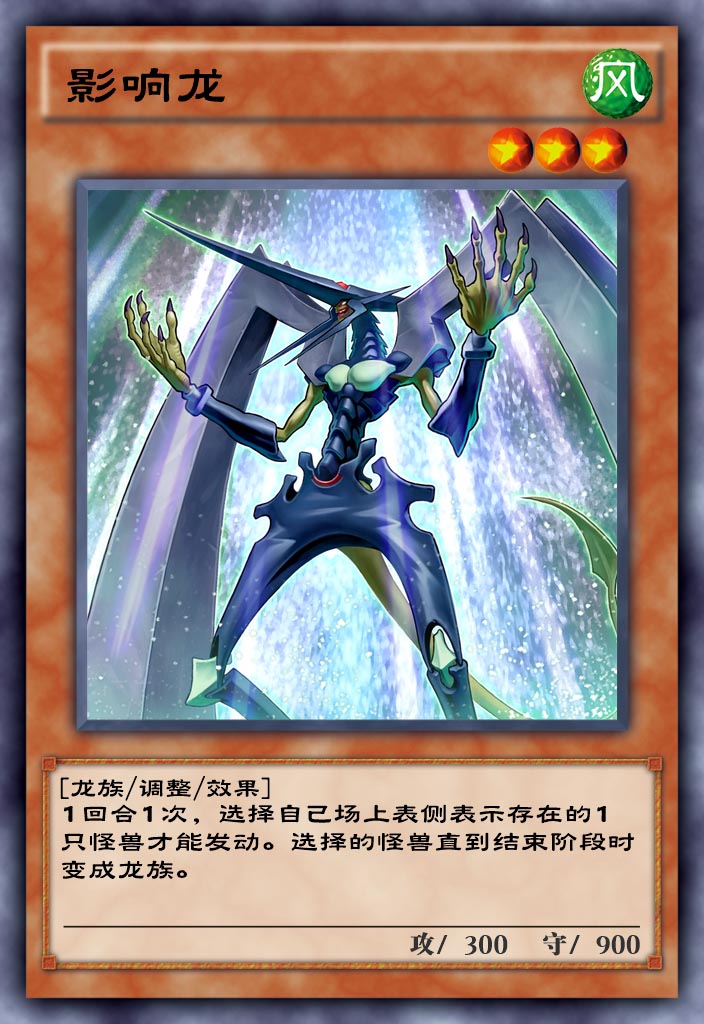 影响龙
风
[龙族/调整/效果]
1回合1次，选择自己场上表侧表示存在的1
只怪兽才能发动。选择的怪兽直到结束阶段时
变成龙族。
攻/ 300 守/ 900